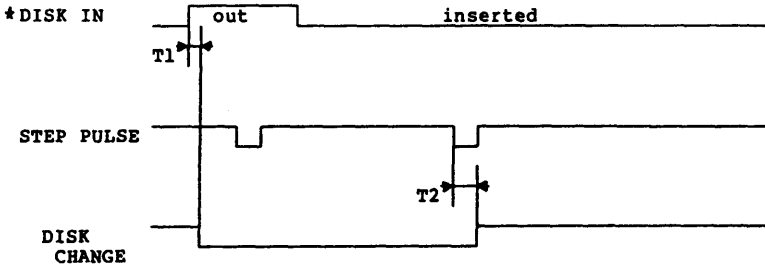 *DISK IN
out
inserted
T1
STEP PULSE
T2
DISK
CHANGE